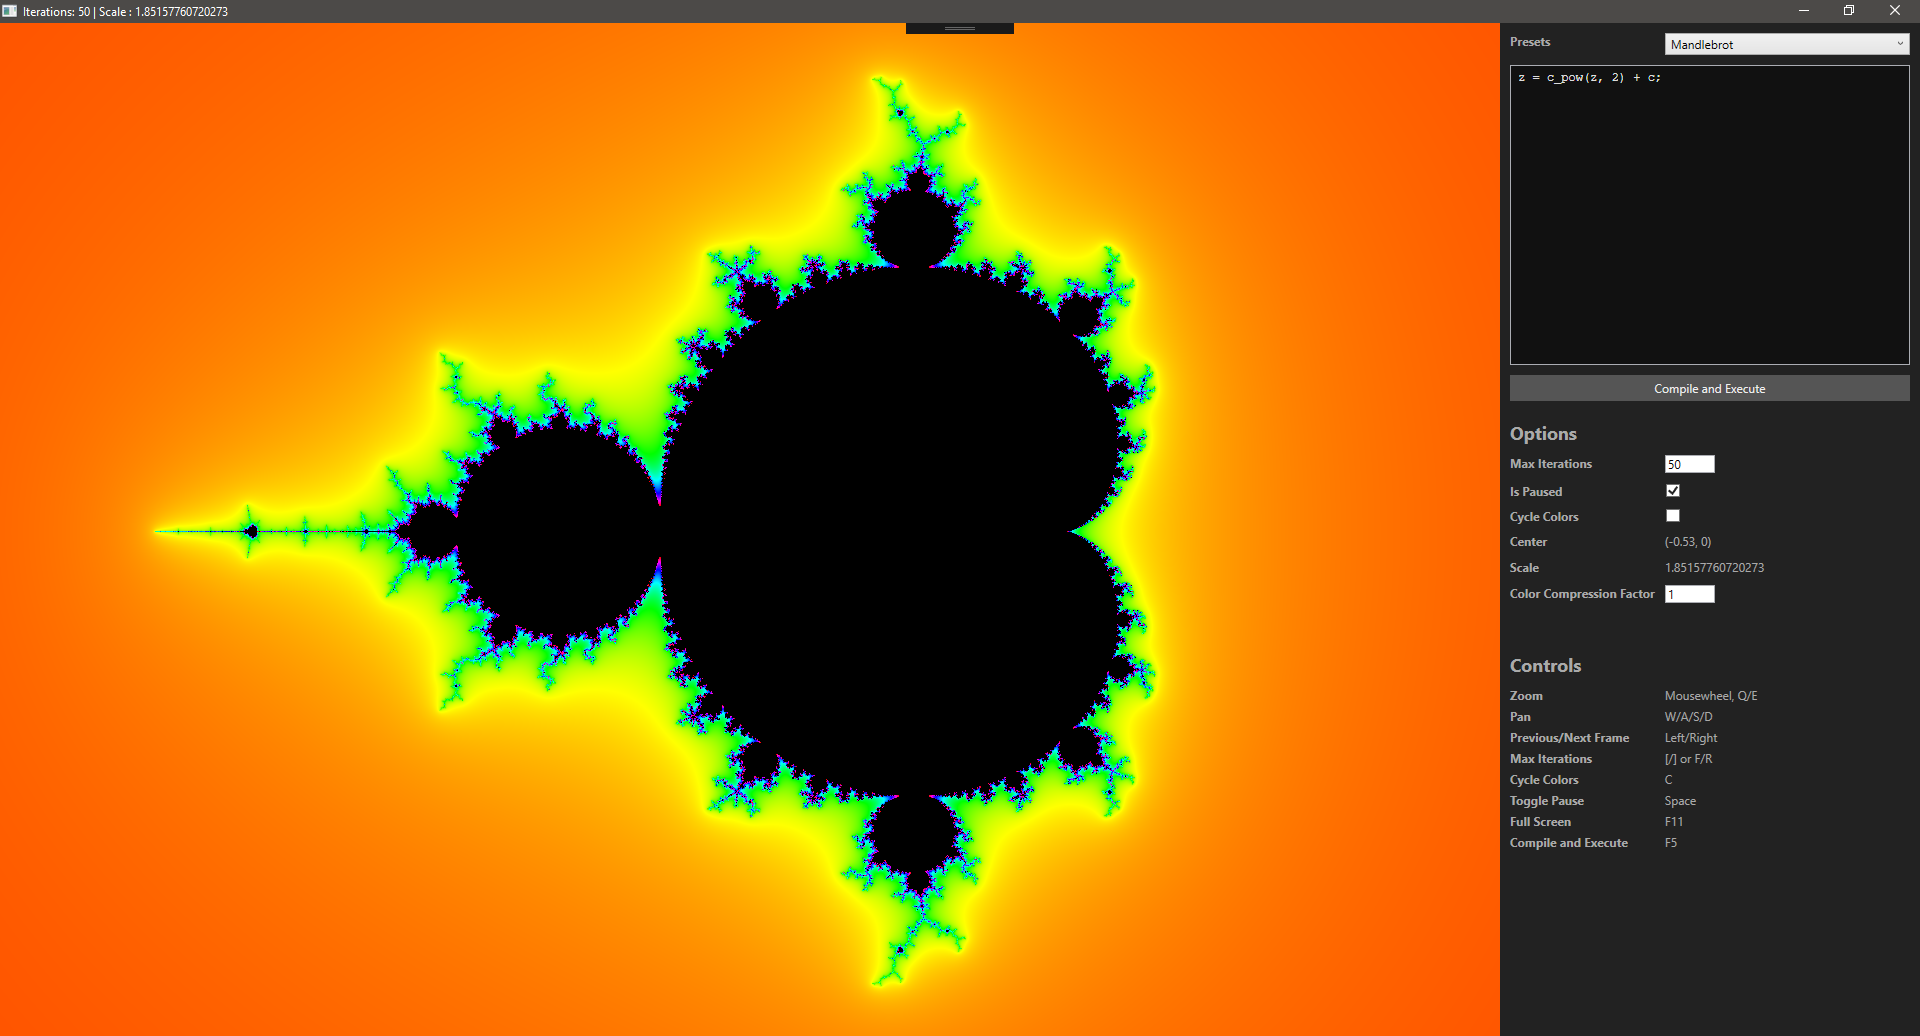 Iterations: 50 | Scale : 1.85157760720273
Presets Mandlebrot
z = c_pow(z, 2) + c;
Compile and Execute
Options
Max Iterations 50
Is Paused
Cycle Colors
Center (-0.53, 0)
Scale 1.85157760720273
Color Compression Factor 1
Controls
Zoom Mousewheel, Q/E
Pan W/A/S/D
Previous/Next Frame Left/Right
Max Iterations [/] or F/R
Cycle Colors C
Toggle Pause Space
Full Screen F11
Compile and Execute F5